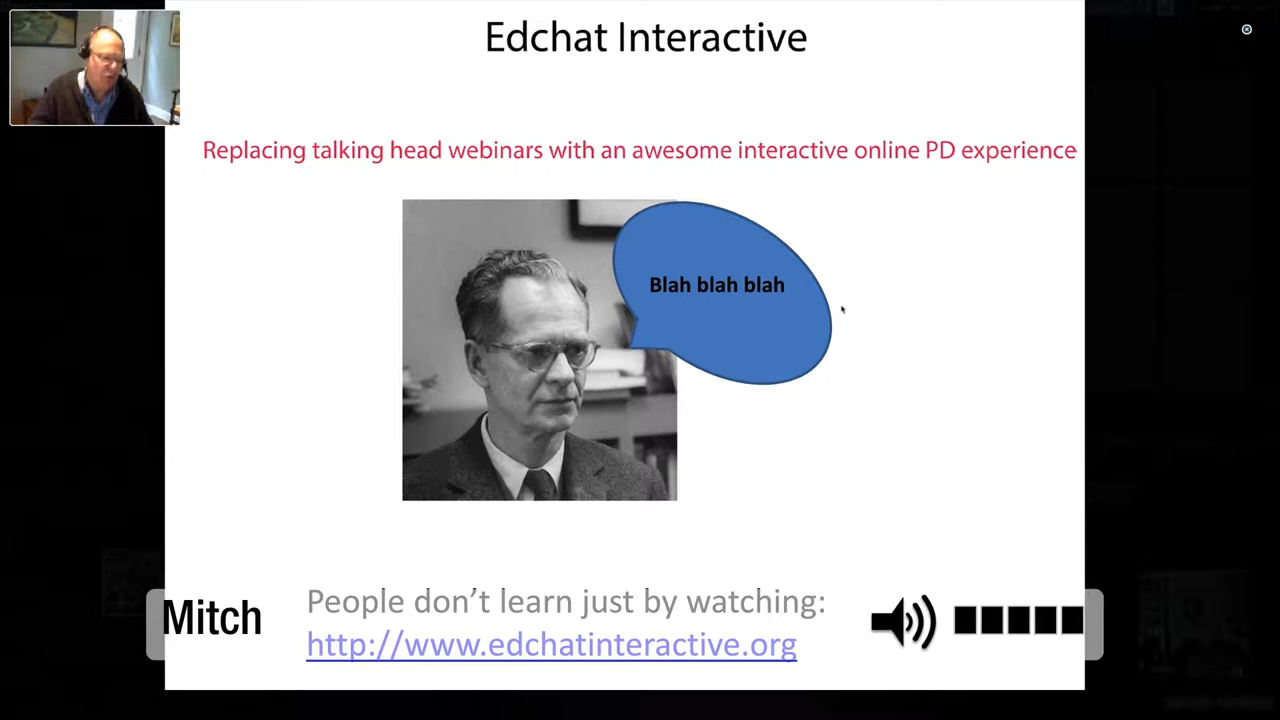 Edchat Interactive
Replacing talking head webinars with an awesome interactive online PD experience
Blah blah blah
Mitch
People don’t learn just by watching:
http://www.edchatinteractive.org